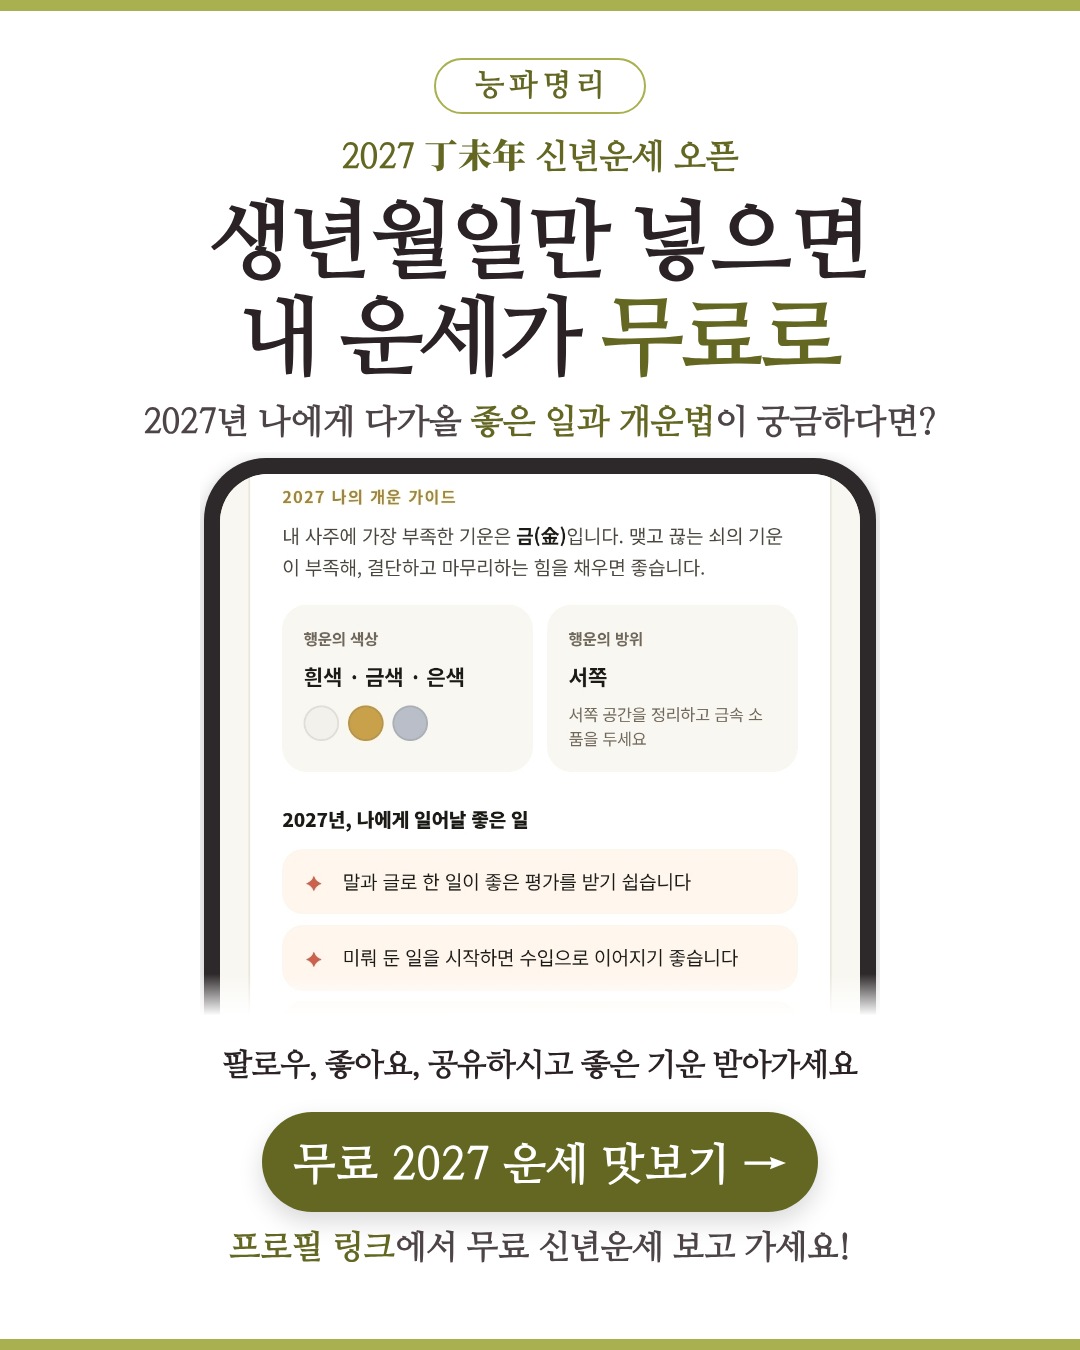 능파명리
2027 丁未年 신년운세 오픈
생년월일만 넣으면
내 운세가 무료로
2027년 나에게 다가올 좋은 일과 개운법이 궁금하다면?
2027 나의 개운 가이드
내 사주에 가장 부족한 기운은 금(金)입니다. 맺고 끊는 쇠의 기운
이 부족해, 결단하고 마무리하는 힘을 채우면 좋습니다.
행운의 색상
흰색 · 금색 · 은색
행운의 방위
서쪽
서쪽 공간을 정리하고 금속 소
품을 두세요
2027년, 나에게 일어날 좋은 일
✦ 말과 글로 한 일이 좋은 평가를 받기 쉽습니다
✦ 미뤄 둔 일을 시작하면 수입으로 이어지기 좋습니다
팔로우, 좋아요, 공유하시고 좋은 기운 받아가세요
무료 2027 운세 맛보기 →
프로필 링크에서 무료 신년운세 보고 가세요!